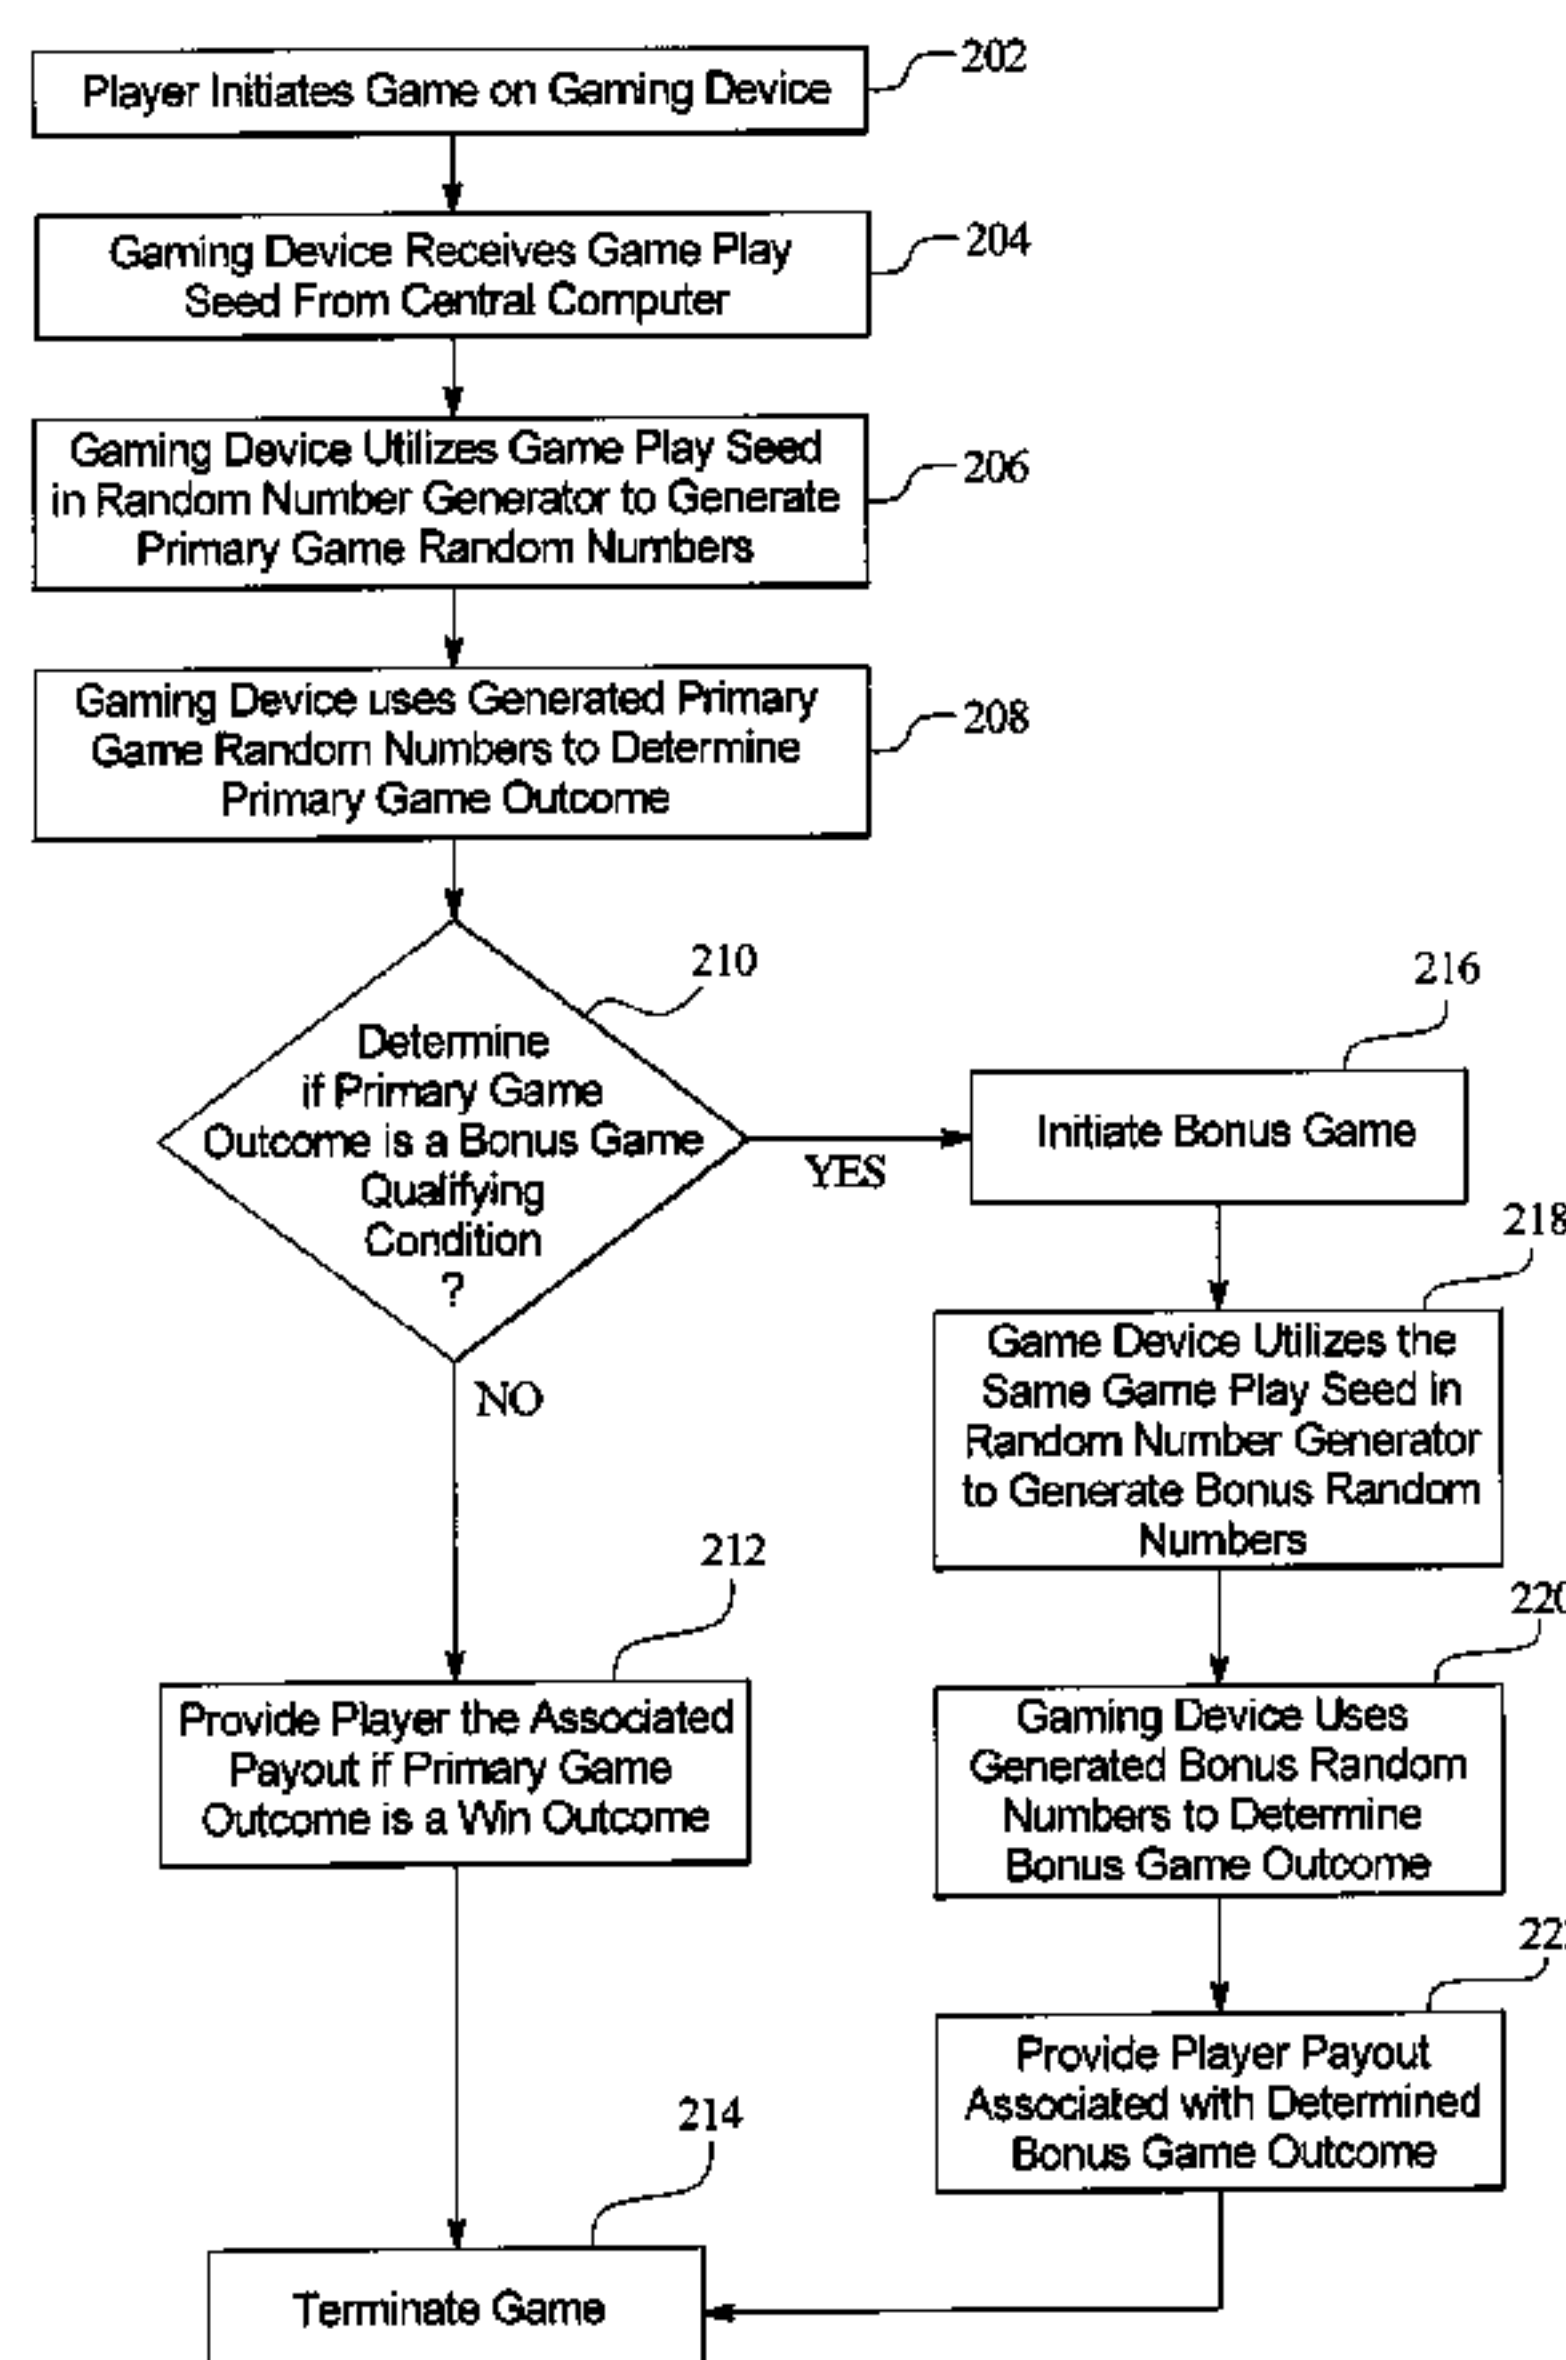 202
Player Initiates Game on Gaming Device
204
Gaming Device Receives Game Play
Seed From Central Computer
206
Gaming Device Utilizes Game Play Seed
in Random Number Generator to Generate
Primary Game Random Numbers
208
Gaming Device uses Generated Primary
Game Random Numbers to Determine
Primary Game Outcome
210
Determine
if Primary Game
Outcome is a Bonus Game
Qualifying
Condition
?
YES
NO
216
Initiate Bonus Game
218
Game Device Utilizes the
Same Game Play Seed in
Random Number Generator
to Generate Bonus Random
Numbers
212
Provide Player the Associated
Payout if Primary Game
Outcome is a Win Outcome
220
Gaming Device Uses
Generated Bonus Random
Numbers to Determine
Bonus Game Outcome
Provide Player Payout
Associated with Determined
Bonus Game Outcome
214
Terminate Game